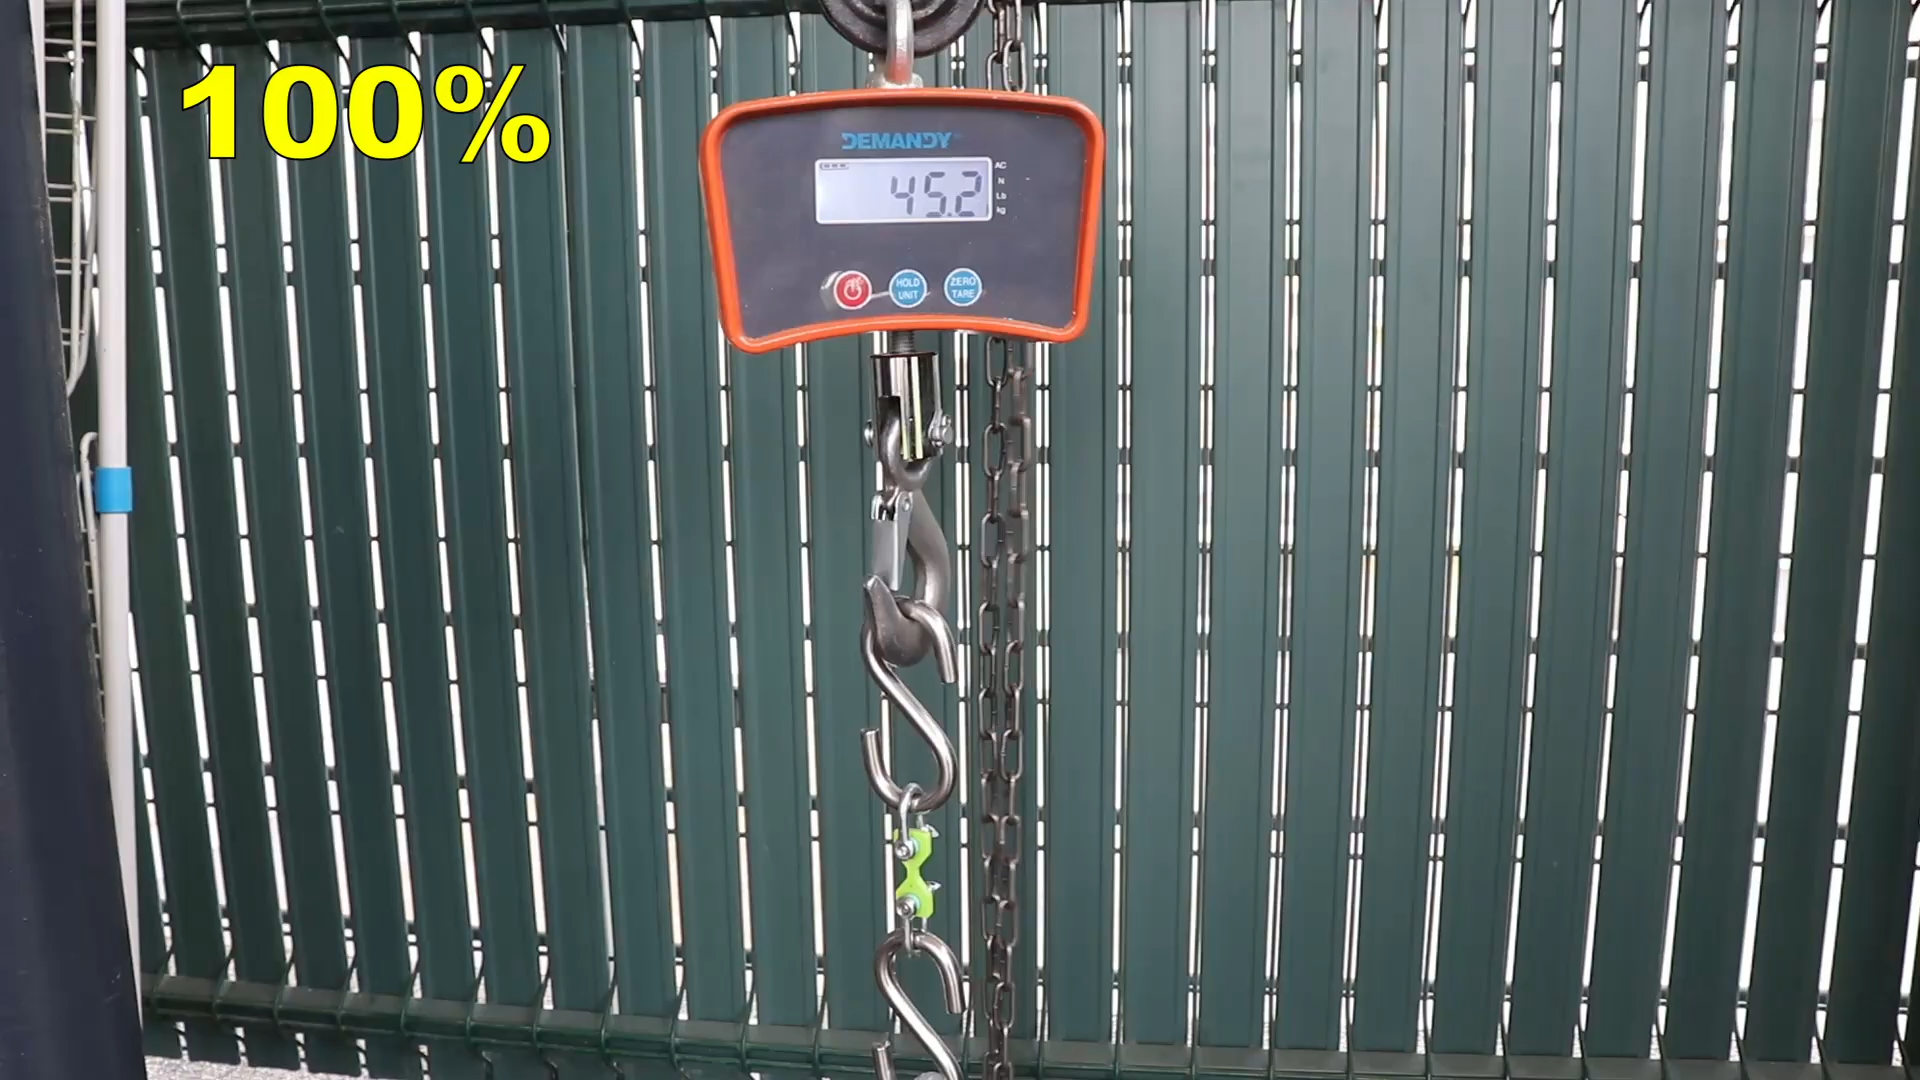 100%
DEMANDY
AC
N
Lb
kg
45.2
HOLD
UNIT
ZERO
TARE